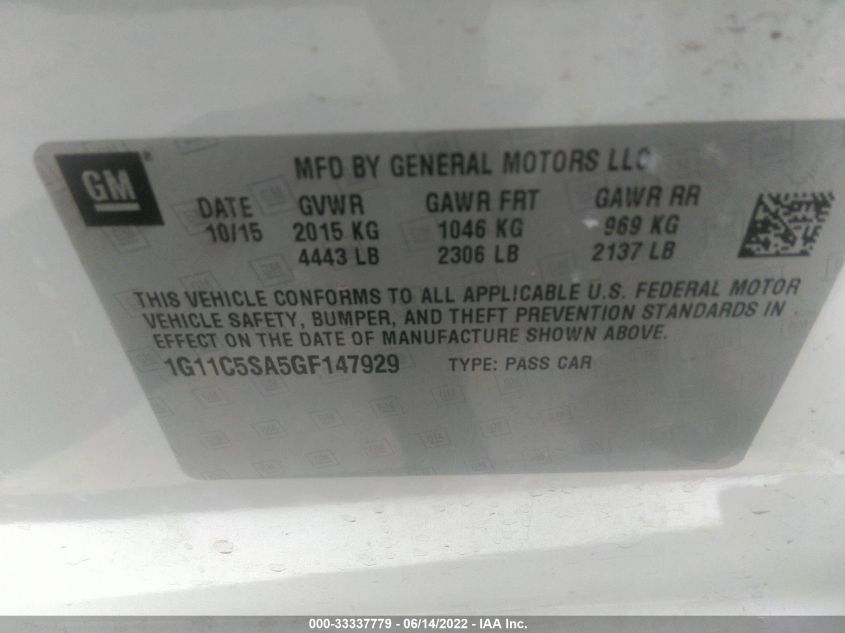 GM
MFD BY GENERAL MOTORS LLC
DATE GVWR GAWR FRT GAWR RR
10/15 2015 KG 1046 KG 969 KG
4443 LB 2306 LB 2137 LB
THIS VEHICLE CONFORMS TO ALL APPLICABLE U.S. FEDERAL MOTOR
VEHICLE SAFETY, BUMPER, AND THEFT PREVENTION STANDARDS IN
EFFECT ON THE DATE OF MANUFACTURE SHOWN ABOVE.
1G11C5SA5GF147929 TYPE: PASS CAR
000-33337779 - 06/14/2022 - IAA Inc.